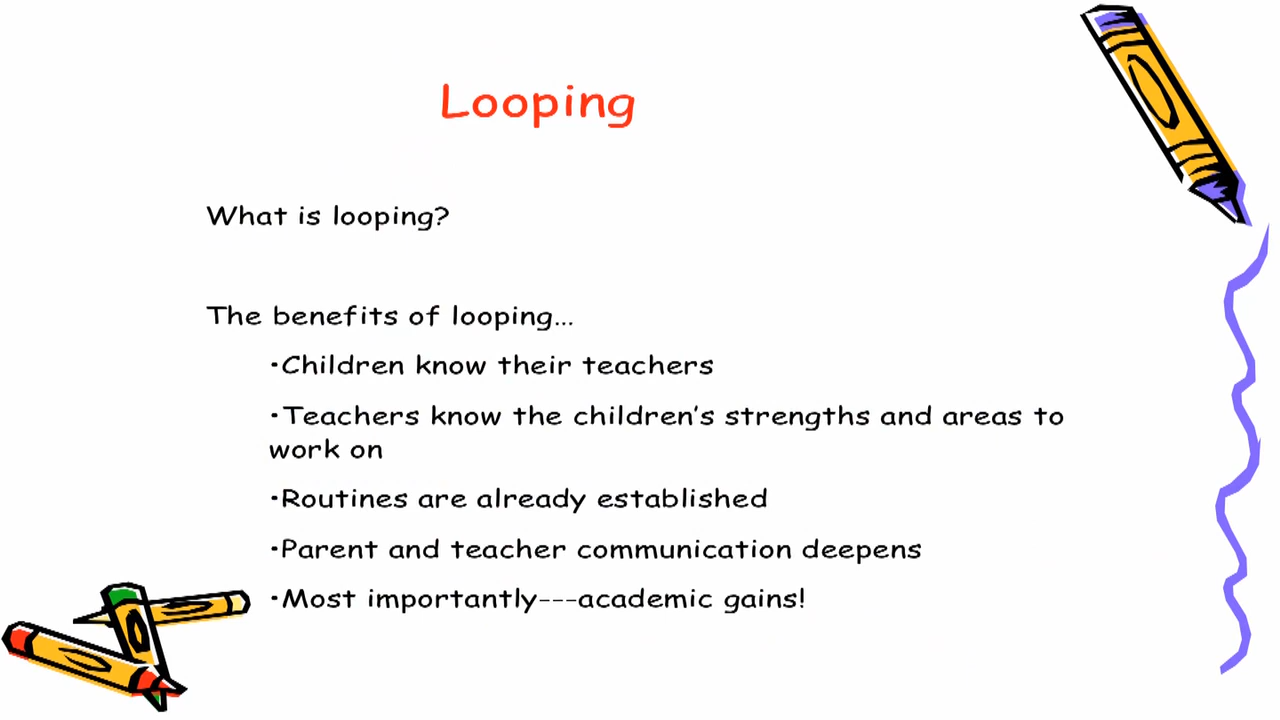 Looping
What is looping?
The benefits of looping...
•Children know their teachers
•Teachers know the children's strengths and areas to
work on
•Routines are already established
•Parent and teacher communication deepens
•Most importantly---academic gains!